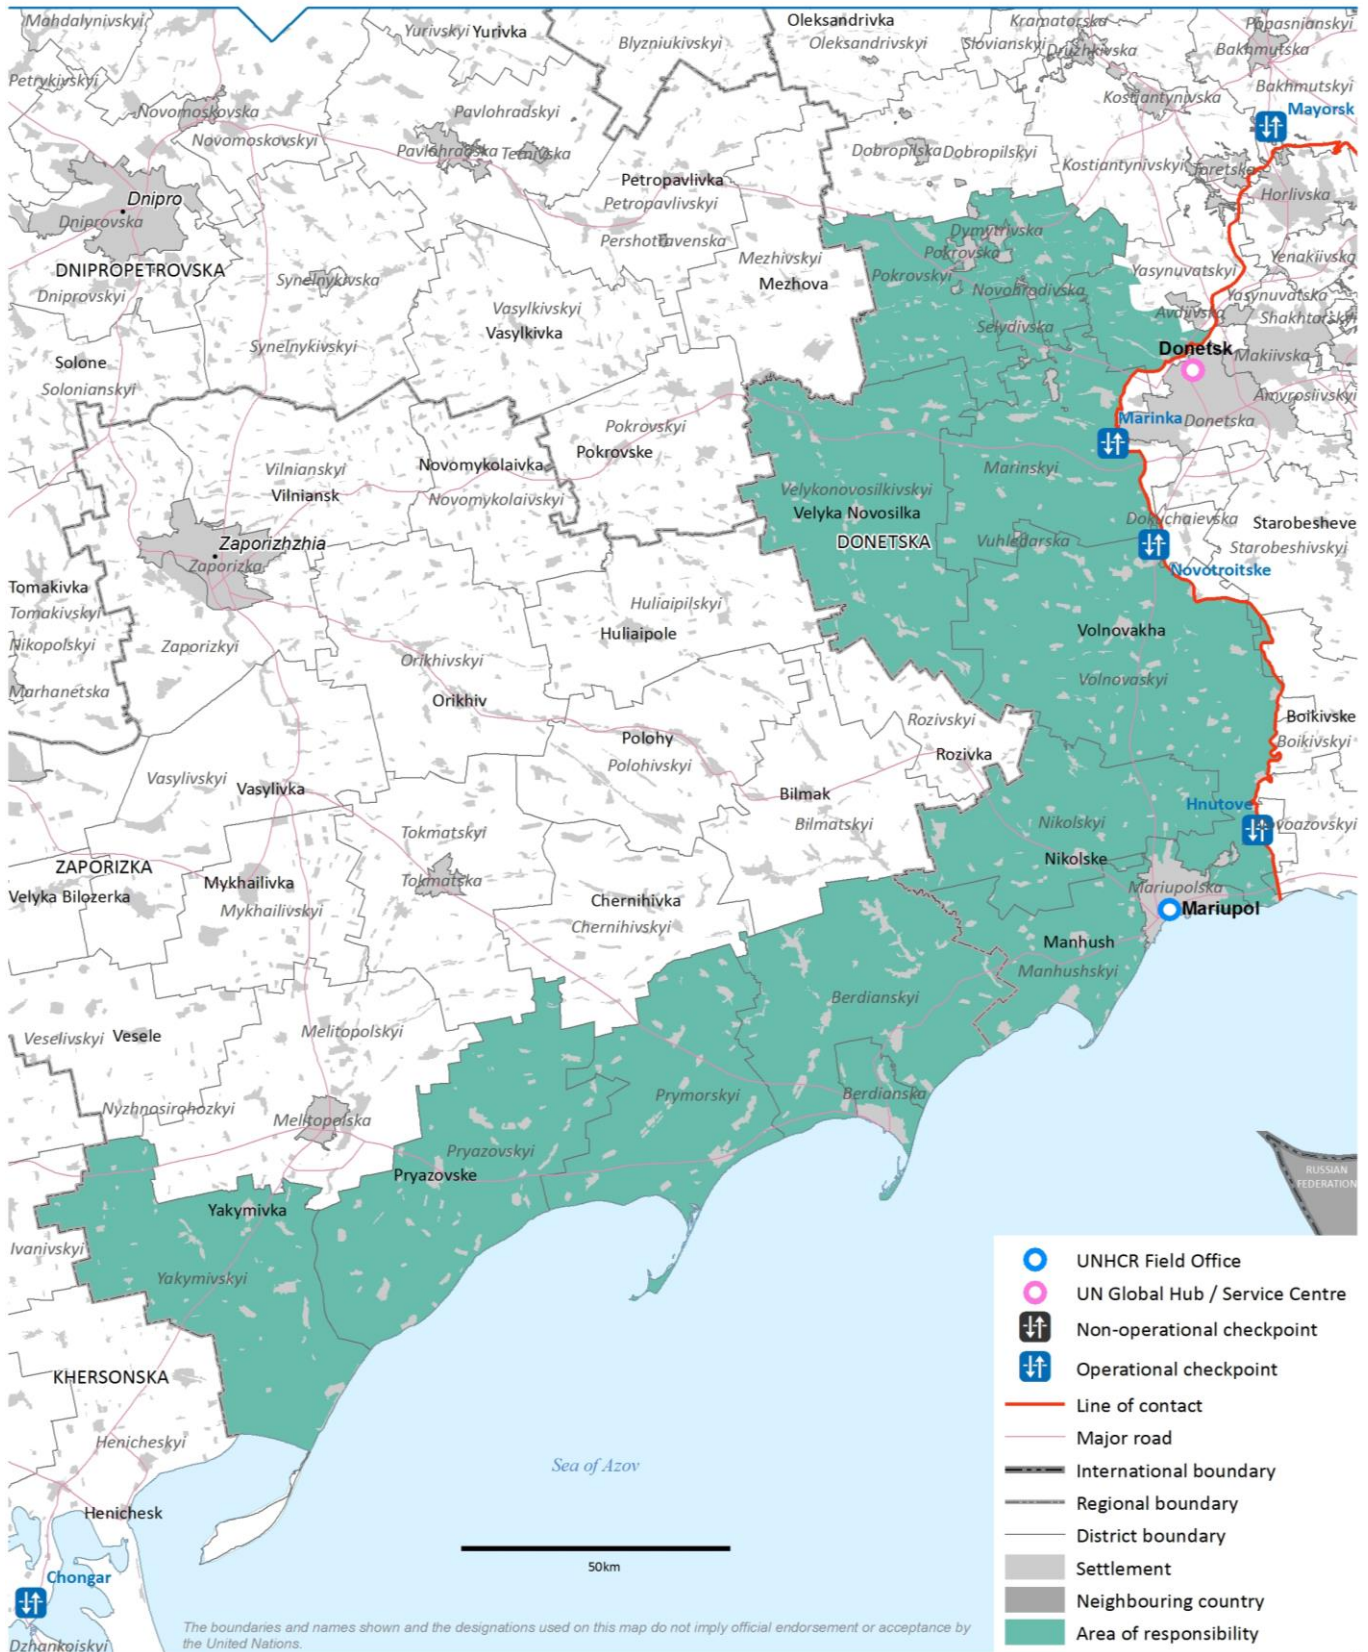 Mahdalynivskyi
Yurivskyi
Yurivka
Blyzniukivskyi
Oleksandrivka
Oleksandrivskyi
Slovianskyi
Kramatorska
Druzhkivska
Popasnianskyi
Bakhmutska
Bakhmutskyi
Petrykivskyi
Novomoskovska
Novomoskovskyi
Pavlohradskyi
Pavlohradska
Ternivska
Kostiantynivska
Mayorsk
Dobropilska
Dobropilskyi
Kostiantynivskyi
Toretska
Horlivska
Petropavlivka
Petropavlivskyi
Pershotravenska
Dnipro
Dniprovska
DNIPROPETROVSKA
Dniprovskyi
Synelnykivska
Synelnykivskyi
Vasylkivskyi
Vasylkivka
Mezhivskyi
Mezhova
Dymytrivska
Pokrovska
Pokrovskyi
Novohrodivska
Selydivska
Yasynuvatskyi
Yenakiivska
Yasynuvatska
Avdiivska
Shakhtarskyi
Donetsk
Makiivska
Amvrosiivskyi
Donetska
Marinka
Marinskyi
Solone
Solonianskyi
Pokrovskyi
Pokrovske
Vilnianskyi
Vilniansk
Novomykolaivka
Novomykolaivskyi
Velykonovosilkivskyi
Velyka Novosilka
DONETSKA
Vuhledarska
Dokuchaievska
Starobesheve
Starobeshivskyi
Novotroitske
Zaporizhzhia
Zaporizka
Tomakivka
Tomakivskyi
Nikopolskyi
Marhanetska
Zaporizkyi
Huliaipilskyi
Huliaipole
Orikhivskyi
Orikhiv
Volnovakha
Volnovaskyi
Polohy
Polohivskyi
Rozivskyi
Rozivka
Boikivske
Boikivskyi
Vasylivskyi
Vasylivka
Bilmak
Bilmatskyi
Hnutove
Novoazovskyi
Nikolskyi
Nikolske
Tokmatskyi
Tokmatska
ZAPORIZKA
Velyka Bilozerka
Mykhailivka
Mykhailivskyi
Chernihivka
Chernihivskyi
Mariupolska
Mariupol
Manhush
Manhushskyi
Berdianskyi
Berdianska
Veselivskyi
Vesele
Melitopolskyi
Melitopolska
Nyzhnosirohozkyi
Prymorskyi
Pryazovskyi
Pryazovske
Yakymivka
Yakymivskyi
Ivanivskyi
KHERSONSKA
Henicheskyi
Henichesk
Chongar
Dzhankoiskyi
Sea of Azov
50km
RUSSIAN
FEDERATION
UNHCR Field Office
UN Global Hub / Service Centre
Non-operational checkpoint
Operational checkpoint
Line of contact
Major road
International boundary
Regional boundary
District boundary
Settlement
Neighbouring country
Area of responsibility
The boundaries and names shown and the designations used on this map do not imply official endorsement or acceptance by
the United Nations.